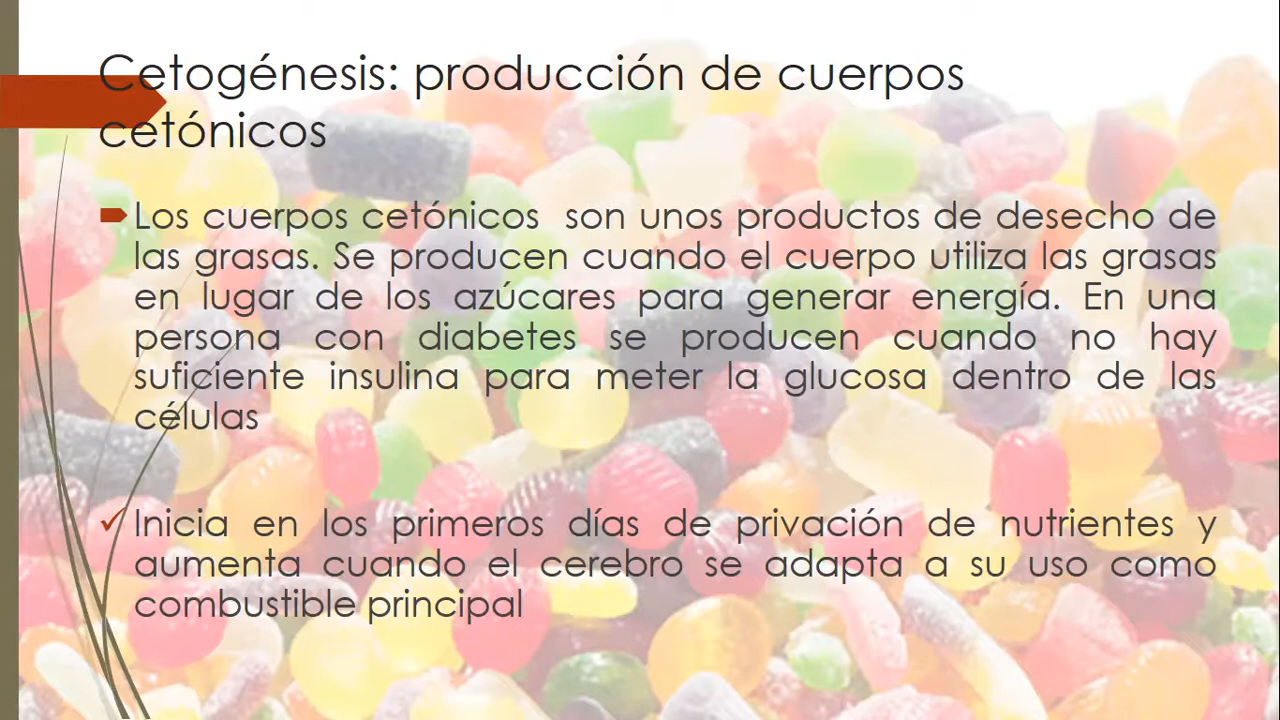 Cetogénesis: producción de cuerpos
cetónicos
Los cuerpos cetónicos  son unos productos de desecho de
las grasas. Se producen cuando el cuerpo utiliza las grasas
en lugar de los azúcares para generar energía. En una
persona con diabetes se producen cuando no hay
suficiente insulina para meter la glucosa dentro de las
células
Inicia en los primeros días de privación de nutrientes y
aumenta cuando el cerebro se adapta a su uso como
combustible principal